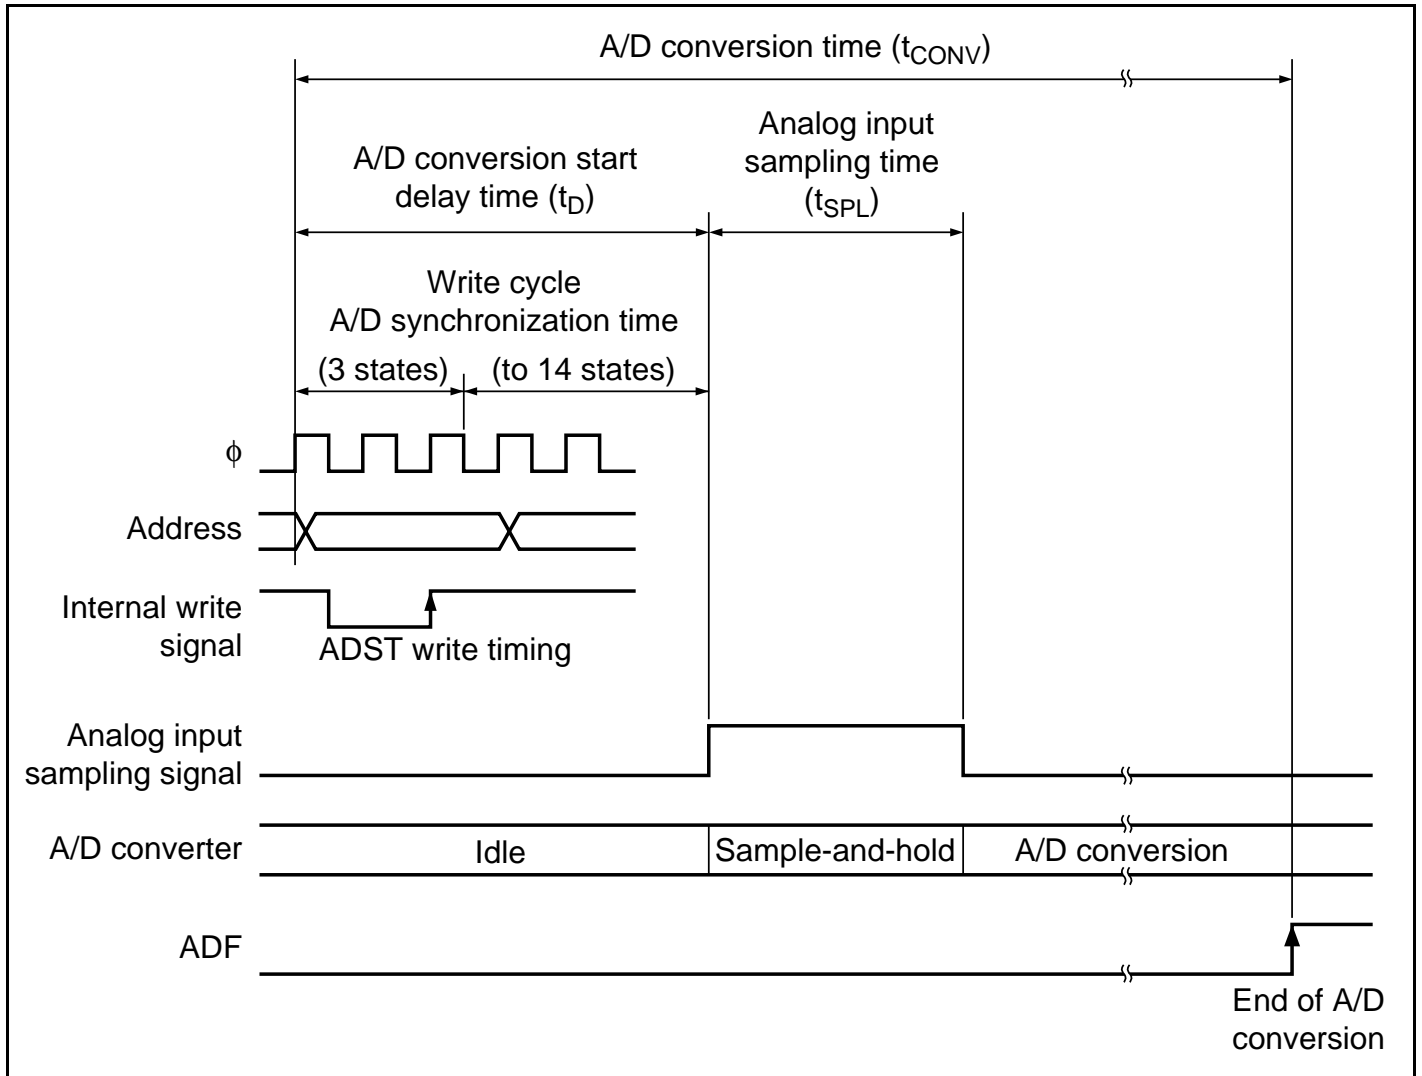 A/D conversion time (tCONV)
Analog input
sampling time
(tSPL)
A/D conversion start
delay time (tD)
Write cycle
A/D synchronization time
(3 states) (to 14 states)
ϕ
Address
Internal write
signal
ADST write timing
Analog input
sampling signal
A/D converter
Idle Sample-and-hold A/D conversion
ADF
End of A/D
conversion